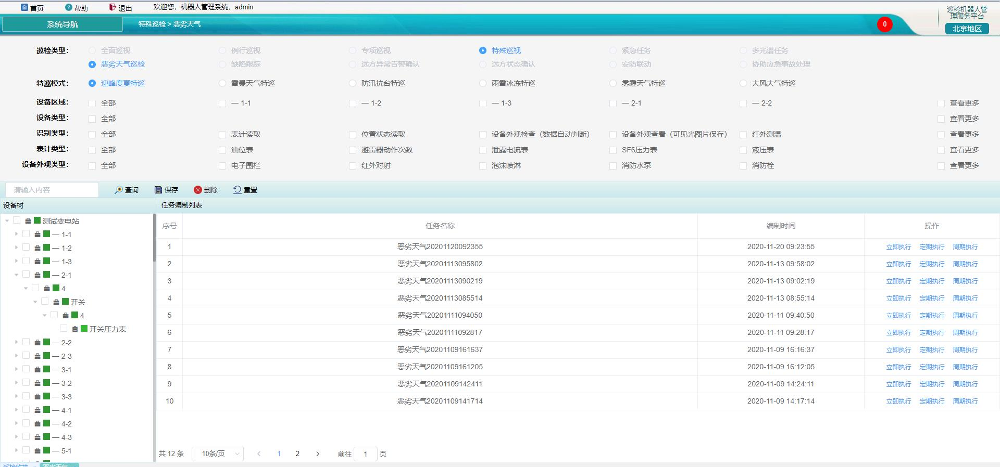 首页 帮助 退出 欢迎您，机器人管理系统，admin
巡检机器人管
理服务平台
北京地区
系统导航 特殊巡检 > 恶劣天气 0
巡检类型： 全面巡视 例行巡视 专项巡视 特殊巡视 紧急任务 多光谱任务
恶劣天气巡检 缺陷跟踪 远方异常告警确认 远方状态确认 安防联动 协助应急事故处理
特巡模式： 迎峰度夏特巡 雷暴天气特巡 防汛抗台特巡 雨雪冰冻特巡 雾霾天气特巡 大风大气特巡
设备区域： 全部 — 1-1 — 1-2 — 1-3 — 2-1 — 2-2 查看更多
设备类型： 全部 查看更多
识别类型： 全部 表计读取 位置状态读取 设备外观检查（数据自动判断） 设备外观查看（可见光图片保存） 红外测温 查看更多
表计类型： 全部 油位表 避雷器动作次数 泄露电流表 SF6压力表 液压表 查看更多
设备外观类型： 全部 电子围栏 红外对射 泡沫喷淋 消防水泵 消防栓 查看更多
请输入内容 查询 保存 删除 重置
设备树
测试变电站
— 1-1
— 1-2
— 1-3
— 2-1
4
开关
4
开关压力表
— 2-2
— 2-3
— 3-1
— 3-2
— 3-3
— 4-1
— 4-2
— 4-3
— 5-1
任务编制列表
序号 任务名称 编制时间 操作
1 恶劣天气20201120092355 2020-11-20 09:23:55 立即执行 定期执行 周期执行
2 恶劣天气20201113095802 2020-11-13 09:58:02 立即执行 定期执行 周期执行
3 恶劣天气20201113090219 2020-11-13 09:02:19 立即执行 定期执行 周期执行
4 恶劣天气20201113085514 2020-11-13 08:55:14 立即执行 定期执行 周期执行
5 恶劣天气20201111094050 2020-11-11 09:40:50 立即执行 定期执行 周期执行
6 恶劣天气20201111092817 2020-11-11 09:28:17 立即执行 定期执行 周期执行
7 恶劣天气20201109161637 2020-11-09 16:16:37 立即执行 定期执行 周期执行
8 恶劣天气20201109161205 2020-11-09 16:12:05 立即执行 定期执行 周期执行
9 恶劣天气20201109142411 2020-11-09 14:24:11 立即执行 定期执行 周期执行
10 恶劣天气20201109141714 2020-11-09 14:17:14 立即执行 定期执行 周期执行
共 12 条 10条/页 1 2 前往 1 页